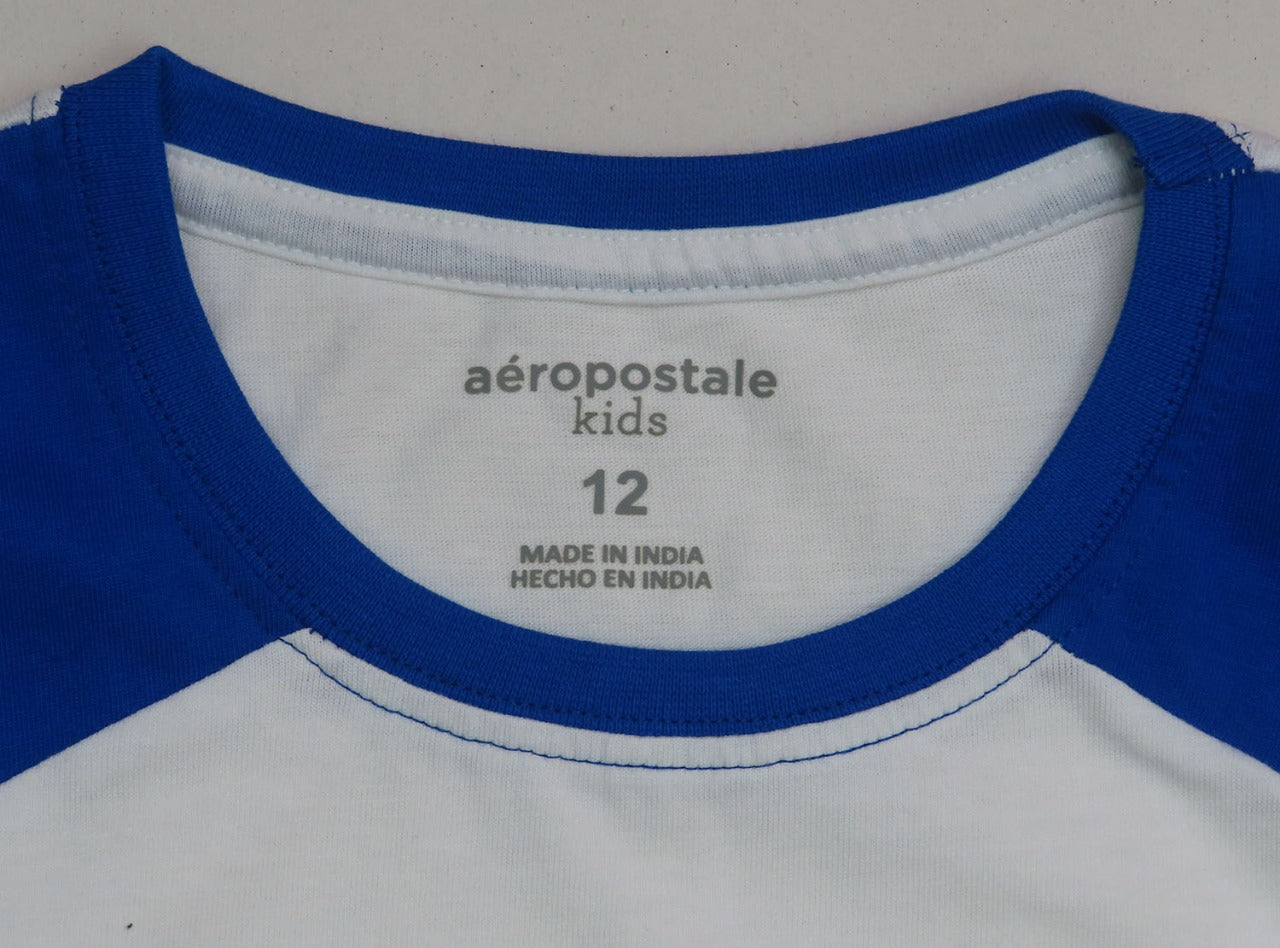 aéropostale
kids
12
MADE IN INDIA
HECHO EN INDIA